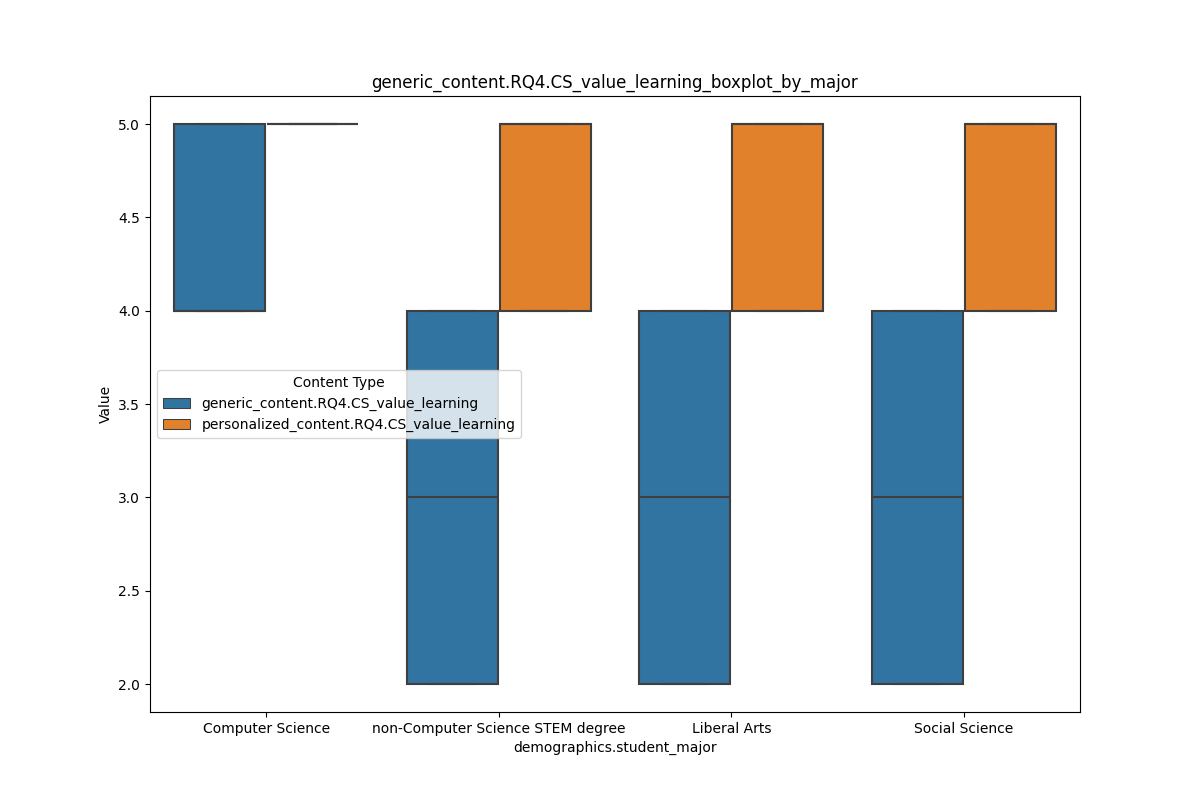 generic_content.RQ4.CS_value_learning_boxplot_by_major
5.0
4.5
4.0
3.5
3.0
2.5
2.0
Value
Content Type
generic_content.RQ4.CS_value_learning
personalized_content.RQ4.CS_value_learning
Computer Science
non-Computer Science STEM degree
Liberal Arts
Social Science
demographics.student_major